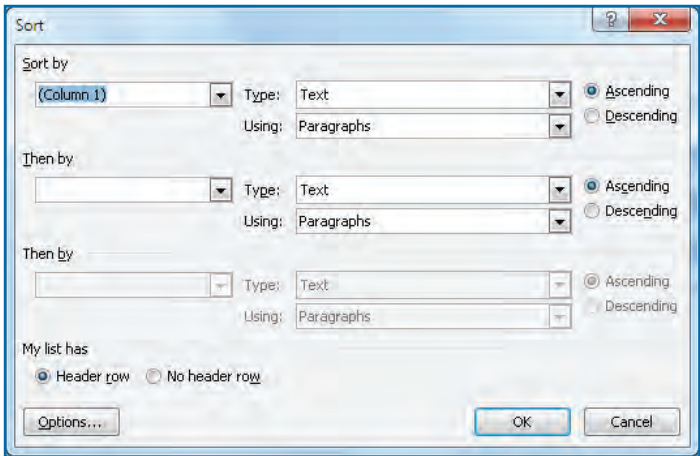 Sort
Sort by
(Column 1) Type: Text Ascending
Using: Paragraphs Descending
Then by
Type: Text Ascending
Using: Paragraphs Descending
Then by
Type: Text Ascending
Using: Paragraphs Descending
My list has
Header row No header row
Options... OK Cancel